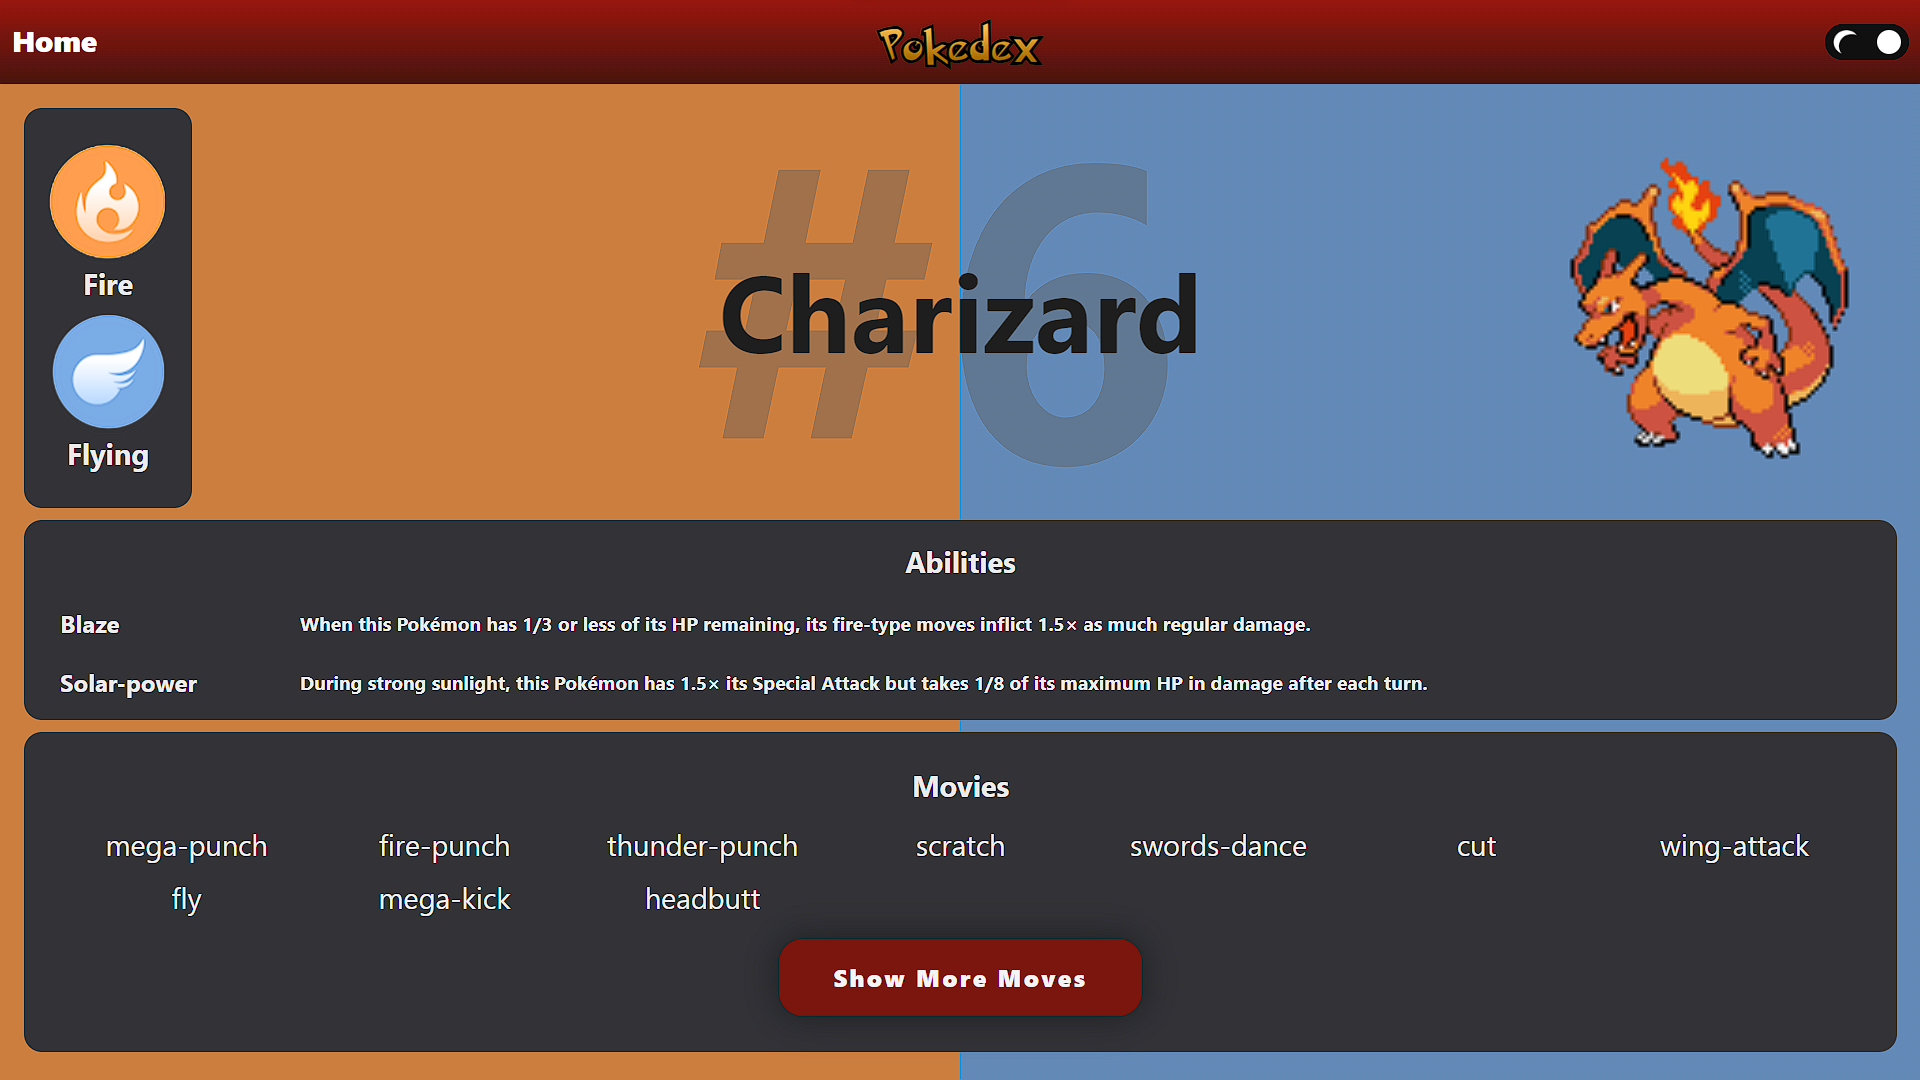 Home
Pokedex
Fire
Flying
#6
Charizard
Abilities
Blaze
When this Pokémon has 1/3 or less of its HP remaining, its fire-type moves inflict 1.5× as much regular damage.
Solar-power
During strong sunlight, this Pokémon has 1.5× its Special Attack but takes 1/8 of its maximum HP in damage after each turn.
Movies
mega-punch fire-punch thunder-punch scratch swords-dance cut wing-attack
fly mega-kick headbutt
Show More Moves